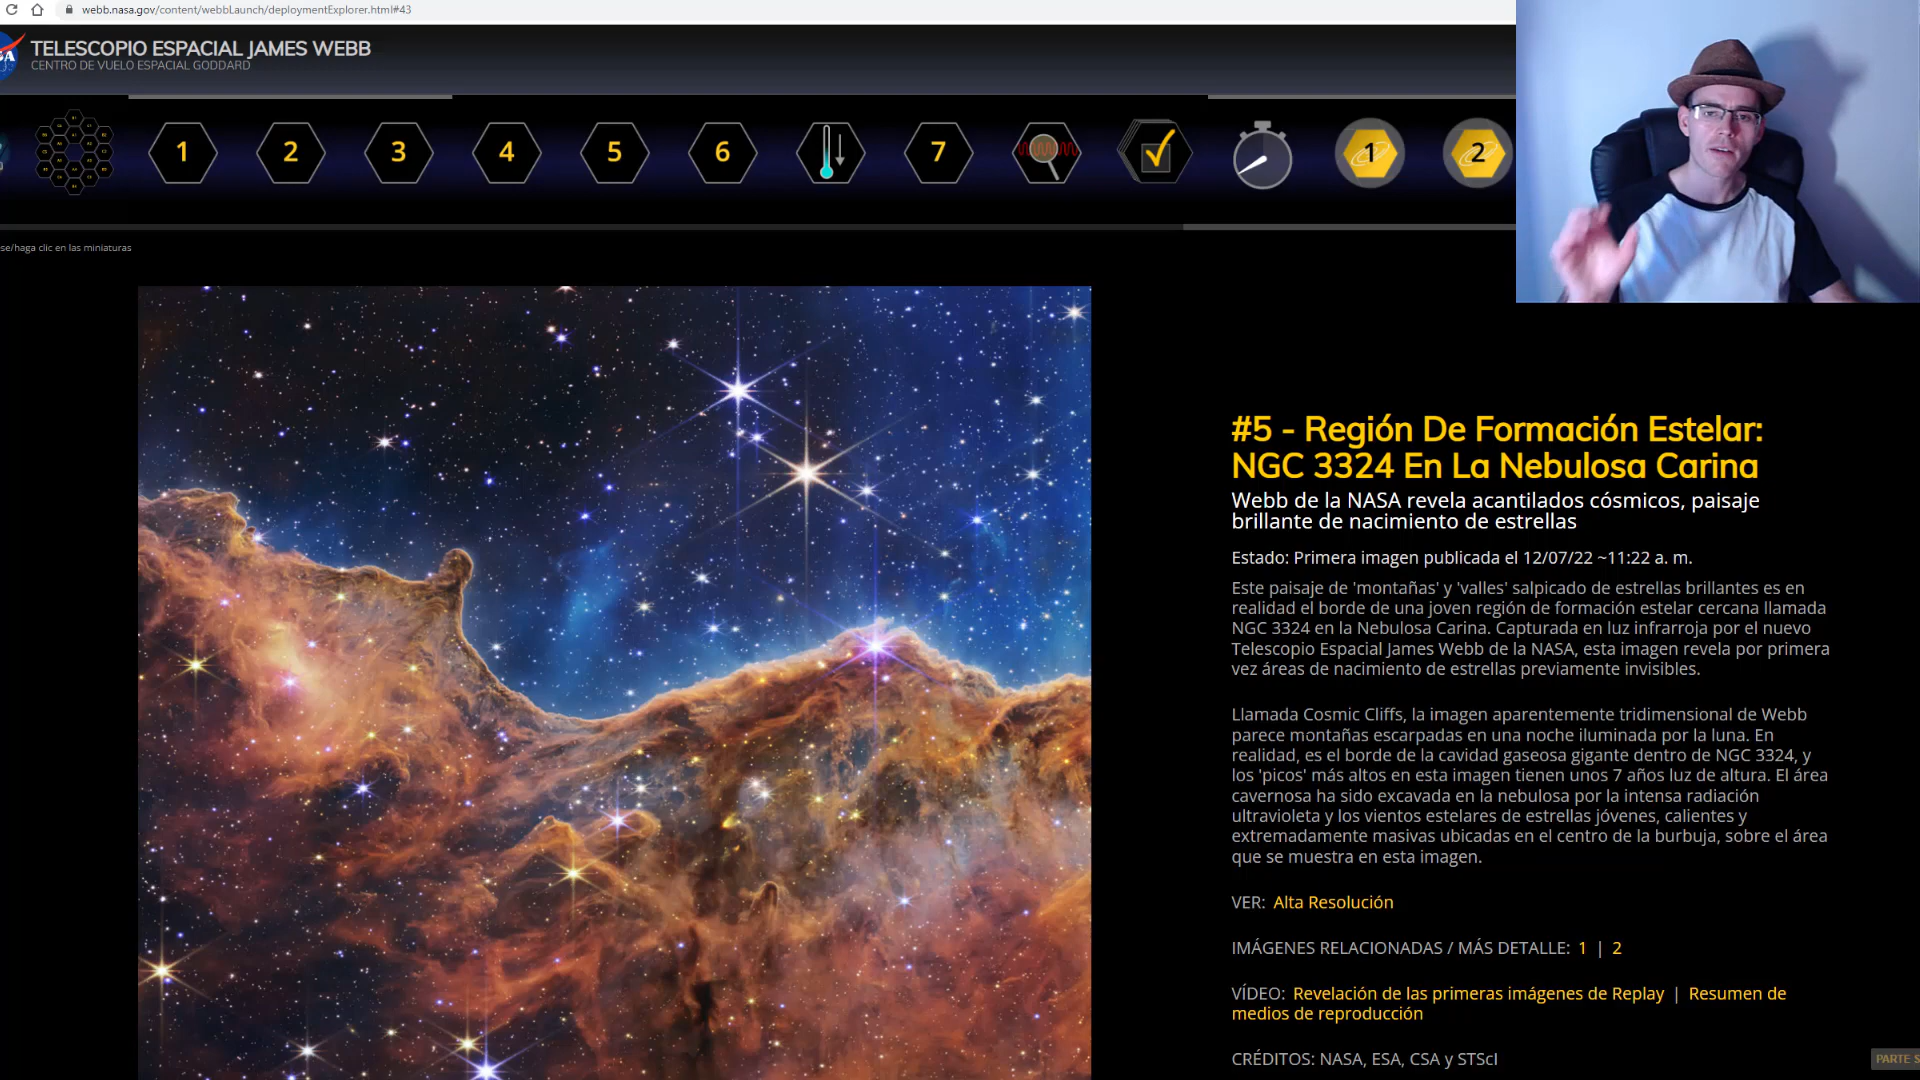 webb.nasa.gov/content/webbLaunch/deploymentExplorer.html#43
TELESCOPIO ESPACIAL JAMES WEBB
CENTRO DE VUELO ESPACIAL GODDARD
1 2 3 4 5 6 7 1 2
se/haga clic en las miniaturas
#5 - Región De Formación Estelar:
NGC 3324 En La Nebulosa Carina
Webb de la NASA revela acantilados cósmicos, paisaje
brillante de nacimiento de estrellas
Estado: Primera imagen publicada el 12/07/22 ~11:22 a. m.
Este paisaje de 'montañas' y 'valles' salpicado de estrellas brillantes es en
realidad el borde de una joven región de formación estelar cercana llamada
NGC 3324 en la Nebulosa Carina. Capturada en luz infrarroja por el nuevo
Telescopio Espacial James Webb de la NASA, esta imagen revela por primera
vez áreas de nacimiento de estrellas previamente invisibles.
Llamada Cosmic Cliffs, la imagen aparentemente tridimensional de Webb
parece montañas escarpadas en una noche iluminada por la luna. En
realidad, es el borde de la cavidad gaseosa gigante dentro de NGC 3324, y
los 'picos' más altos en esta imagen tienen unos 7 años luz de altura. El área
cavernosa ha sido excavada en la nebulosa por la intensa radiación
ultravioleta y los vientos estelares de estrellas jóvenes, calientes y
extremadamente masivas ubicadas en el centro de la burbuja, sobre el área
que se muestra en esta imagen.
VER: Alta Resolución
IMÁGENES RELACIONADAS / MÁS DETALLE: 1 | 2
VÍDEO: Revelación de las primeras imágenes de Replay | Resumen de
medios de reproducción
CRÉDITOS: NASA, ESA, CSA y STScI
PARTE S